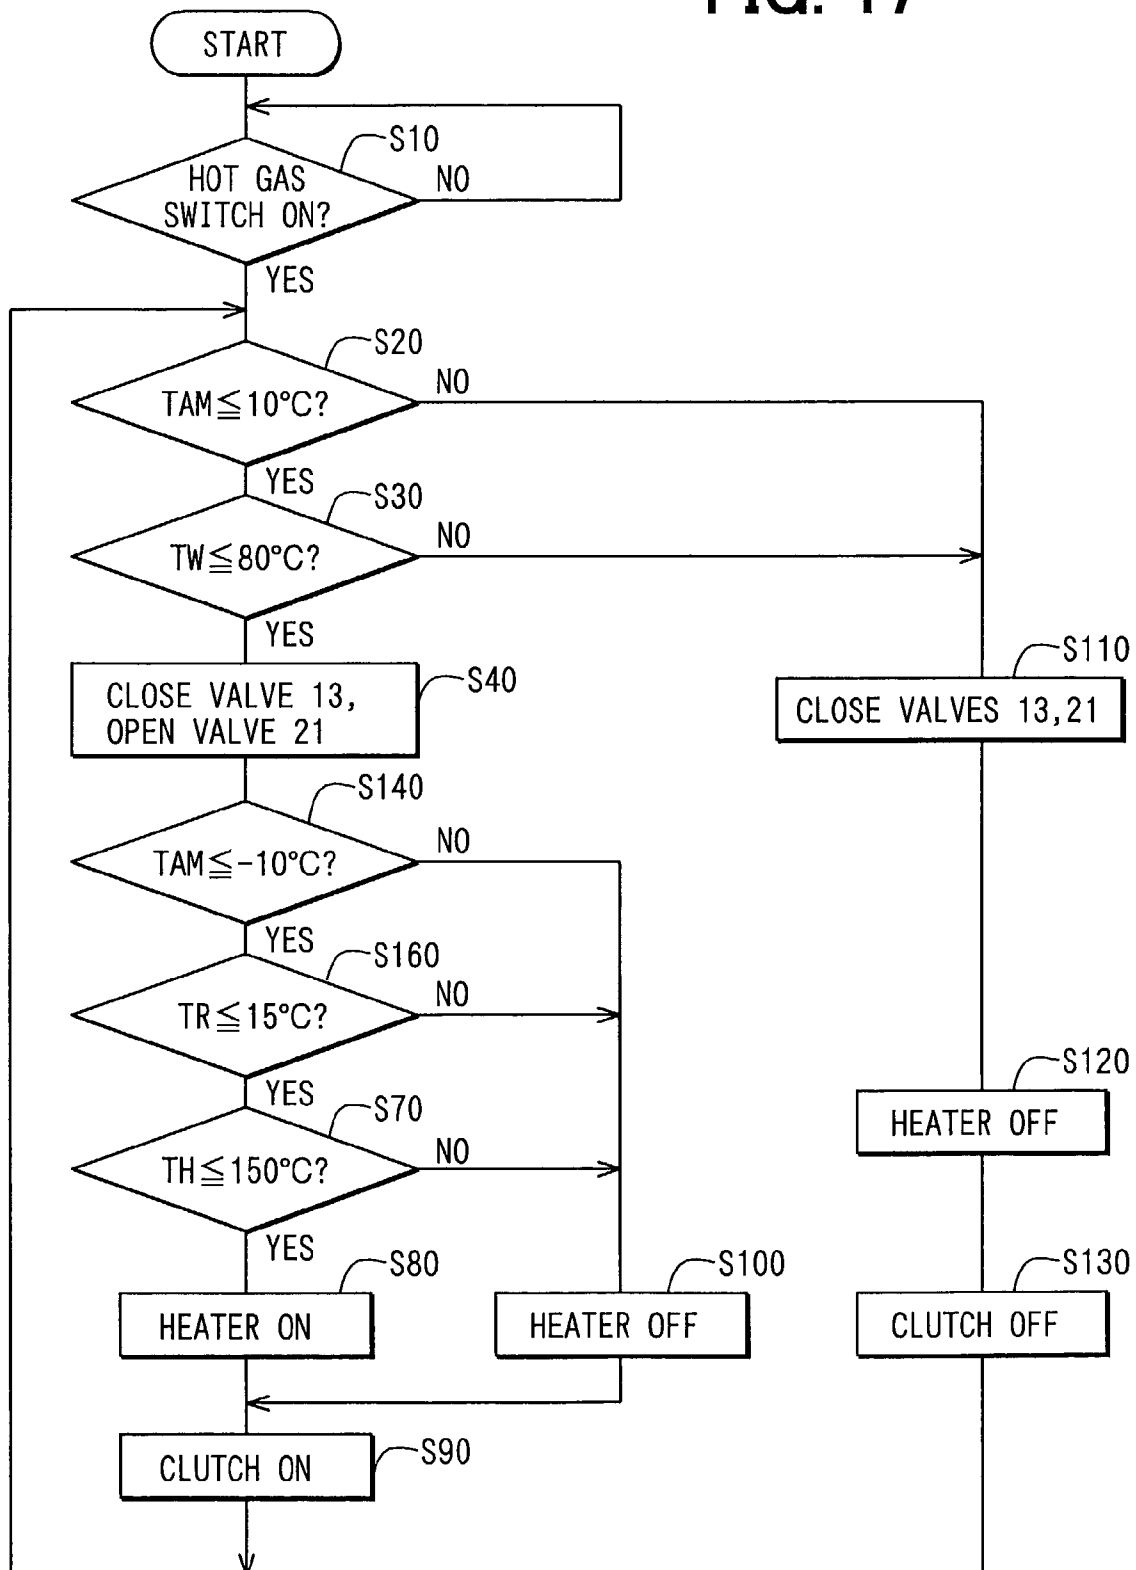 FIG. 17
START
S10
HOT GAS
SWITCH ON?
NO
YES
S20
TAM≦10°C?
NO
YES
S30
TW≦80°C?
NO
YES
S40
CLOSE VALVE 13,
OPEN VALVE 21
S110
CLOSE VALVES 13,21
S140
TAM≦-10°C?
NO
YES
S160
TR≦15°C?
NO
YES
S70
TH≦150°C?
NO
YES
S120
HEATER OFF
S80
HEATER ON
S100
HEATER OFF
S130
CLUTCH OFF
S90
CLUTCH ON